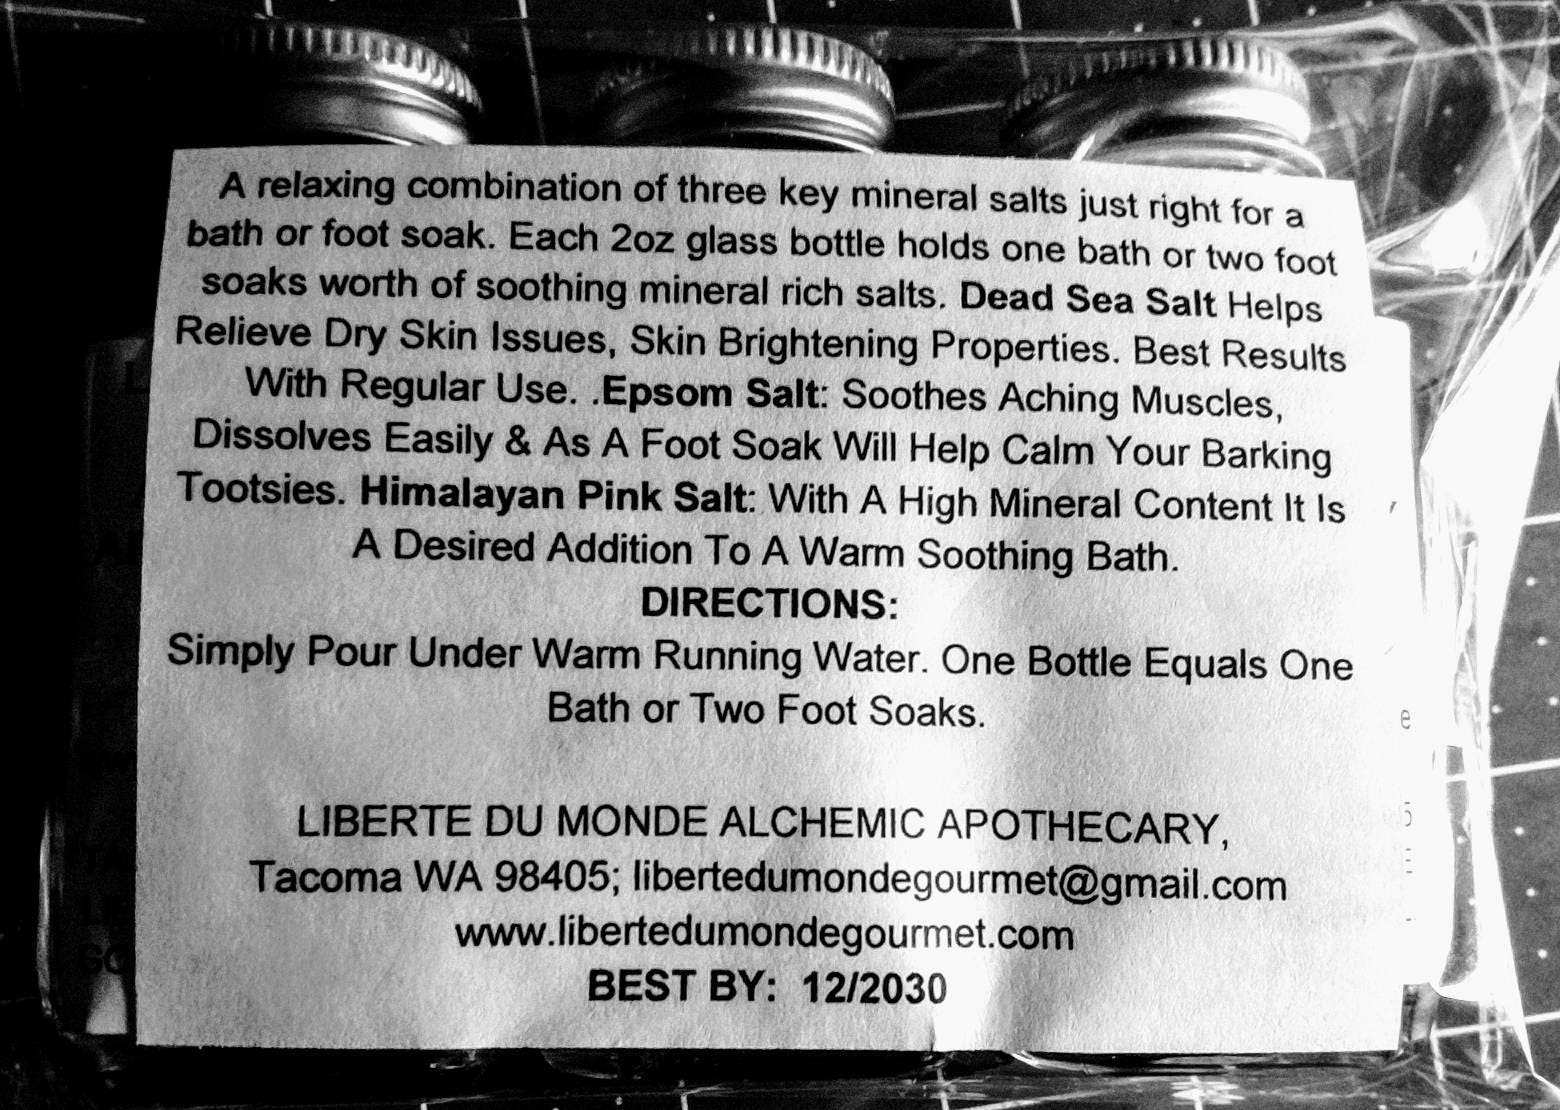 A relaxing combination of three key mineral salts just right for a
bath or foot soak. Each 2oz glass bottle holds one bath or two foot
soaks worth of soothing mineral rich salts. Dead Sea Salt Helps
Relieve Dry Skin Issues, Skin Brightening Properties. Best Results
With Regular Use. .Epsom Salt: Soothes Aching Muscles,
Dissolves Easily & As A Foot Soak Will Help Calm Your Barking
Tootsies. Himalayan Pink Salt: With A High Mineral Content It Is
A Desired Addition To A Warm Soothing Bath.
DIRECTIONS:
Simply Pour Under Warm Running Water. One Bottle Equals One
Bath or Two Foot Soaks.
LIBERTE DU MONDE ALCHEMIC APOTHECARY,
Tacoma WA 98405; libertedumondegourmet@gmail.com
www.libertedumondegourmet.com
BEST BY: 12/2030